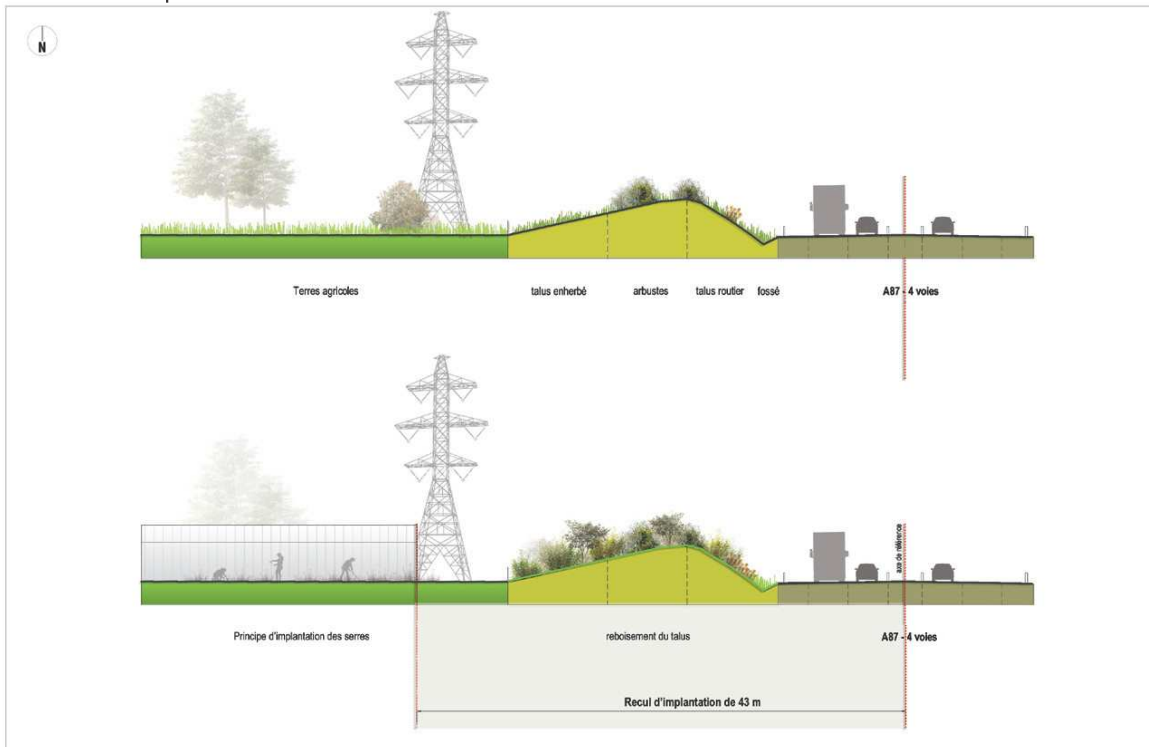 N
Terres agricoles
talus enherbé
arbustes
talus routier
fossé
A87 - 4 voies
axe de référence
Principe d'implantation des serres
reboisement du talus
A87 - 4 voies
Recul d'implantation de 43 m